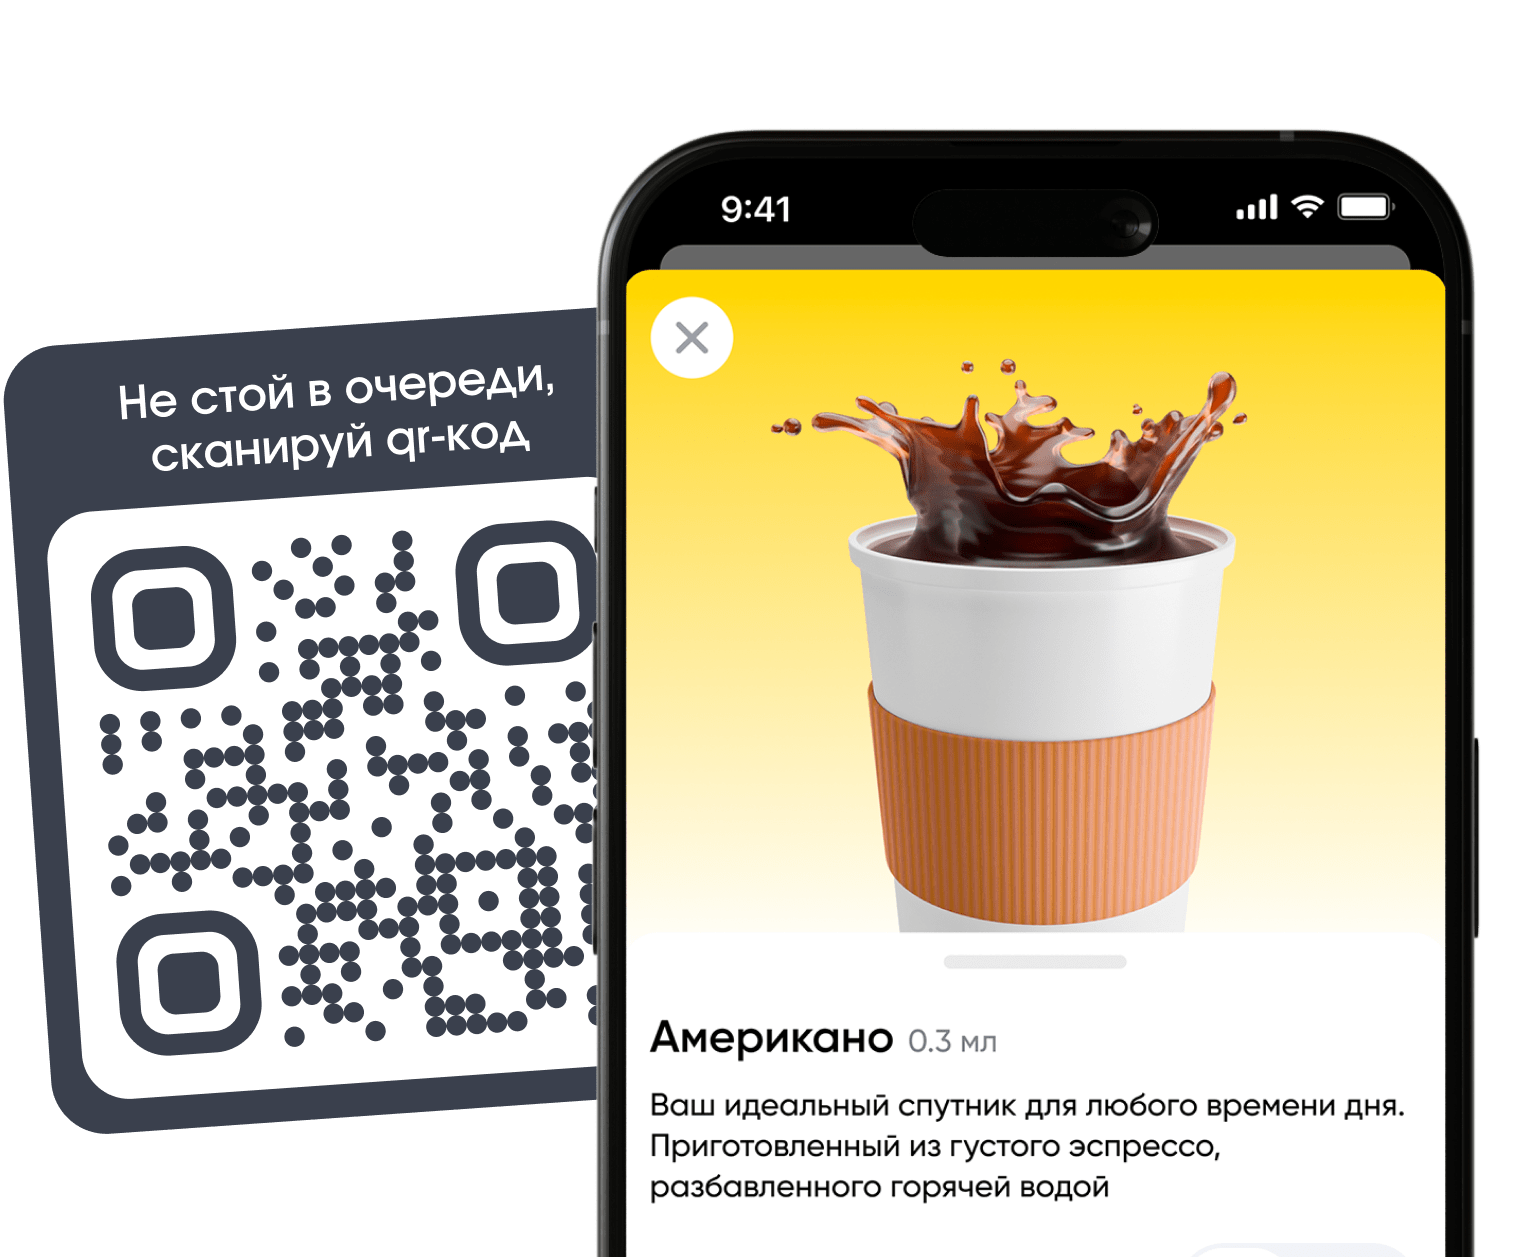 9:41
Не стой в очереди,
сканируй qr-код
Американо 0.3 мл
Ваш идеальный спутник для любого времени дня.
Приготовленный из густого эспрессо,
разбавленного горячей водой